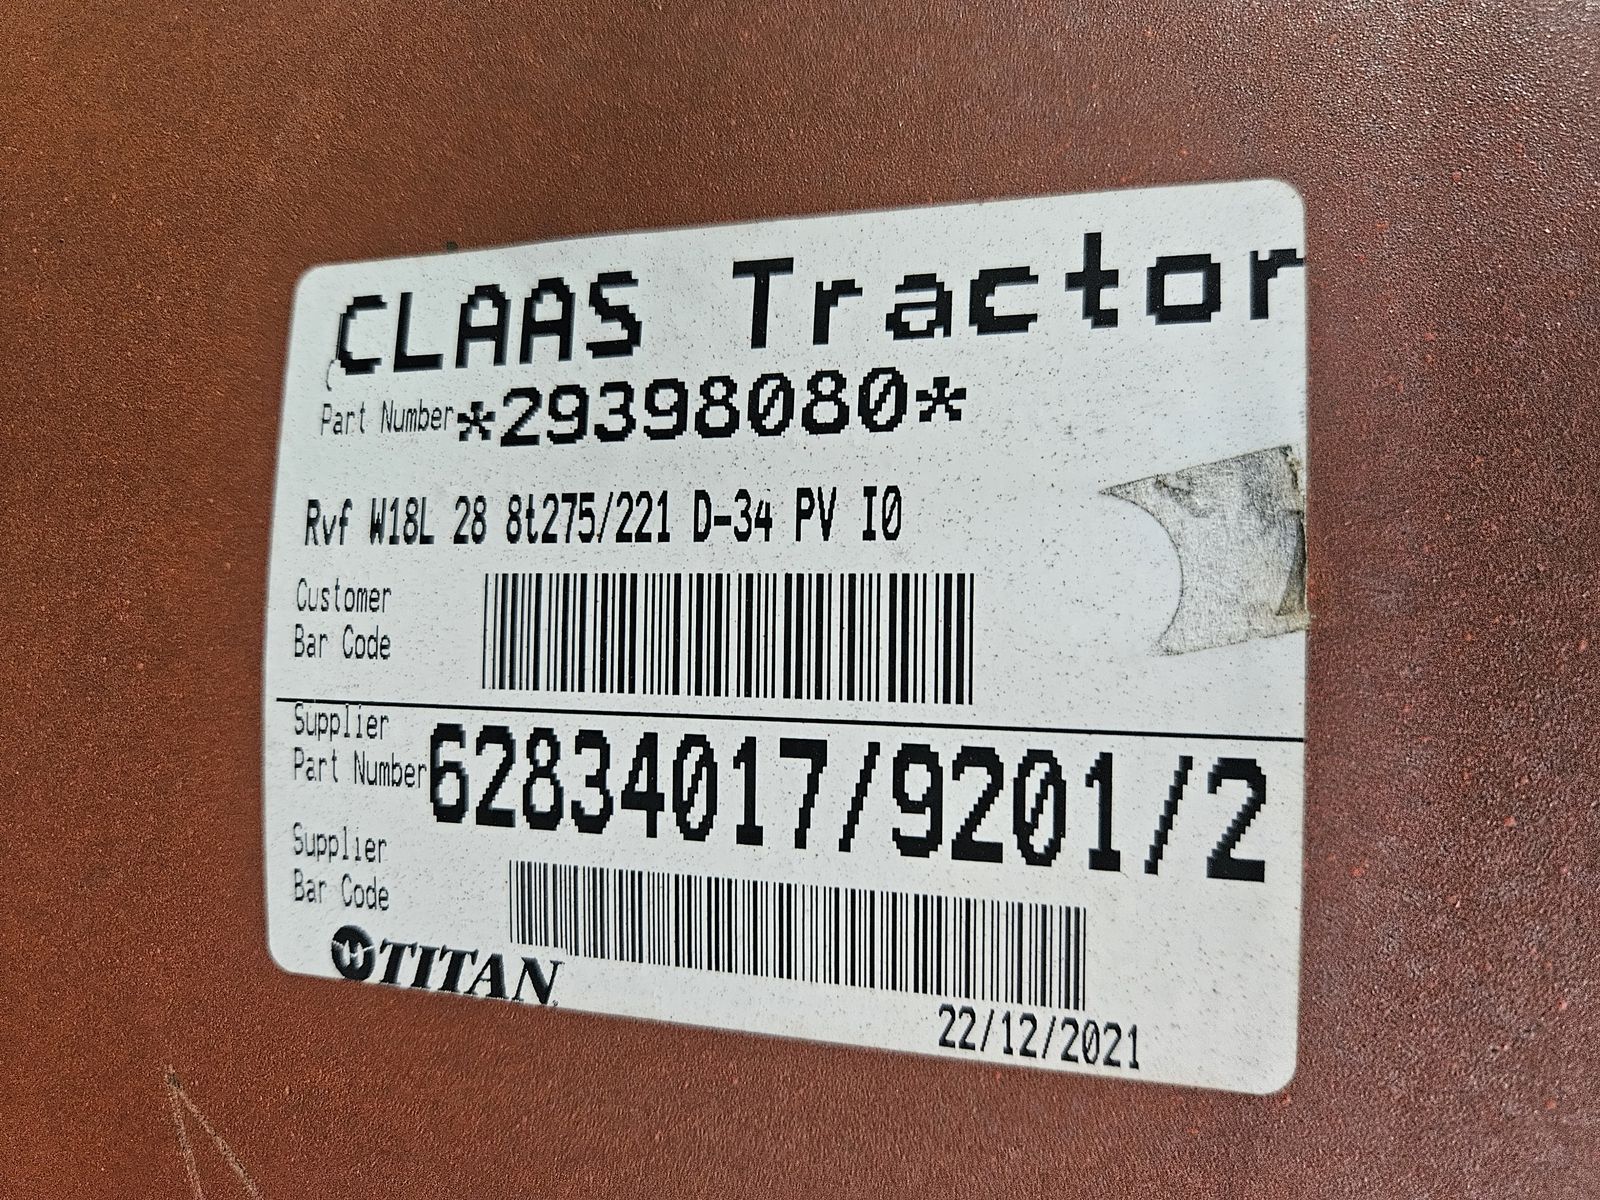 CLAAS Tractor
Part Number *29398080*
Rvf W18L 28 8t275/221 D-34 PV I0
Customer
Bar Code
Supplier
Part Number 62834017/9201/2
Supplier
Bar Code
TITAN
22/12/2021